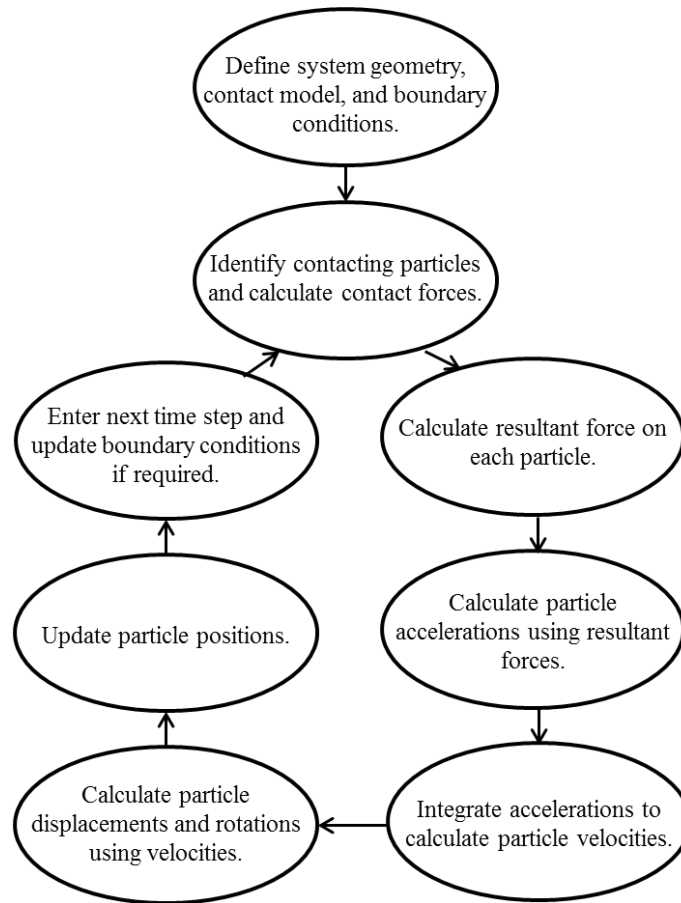 Define system geometry,
contact model, and boundary
conditions.
Identify contacting particles
and calculate contact forces.
Calculate resultant force on
each particle.
Calculate particle
accelerations using resultant
forces.
Integrate accelerations to
calculate particle velocities.
Calculate particle
displacements and rotations
using velocities.
Update particle positions.
Enter next time step and
update boundary conditions
if required.